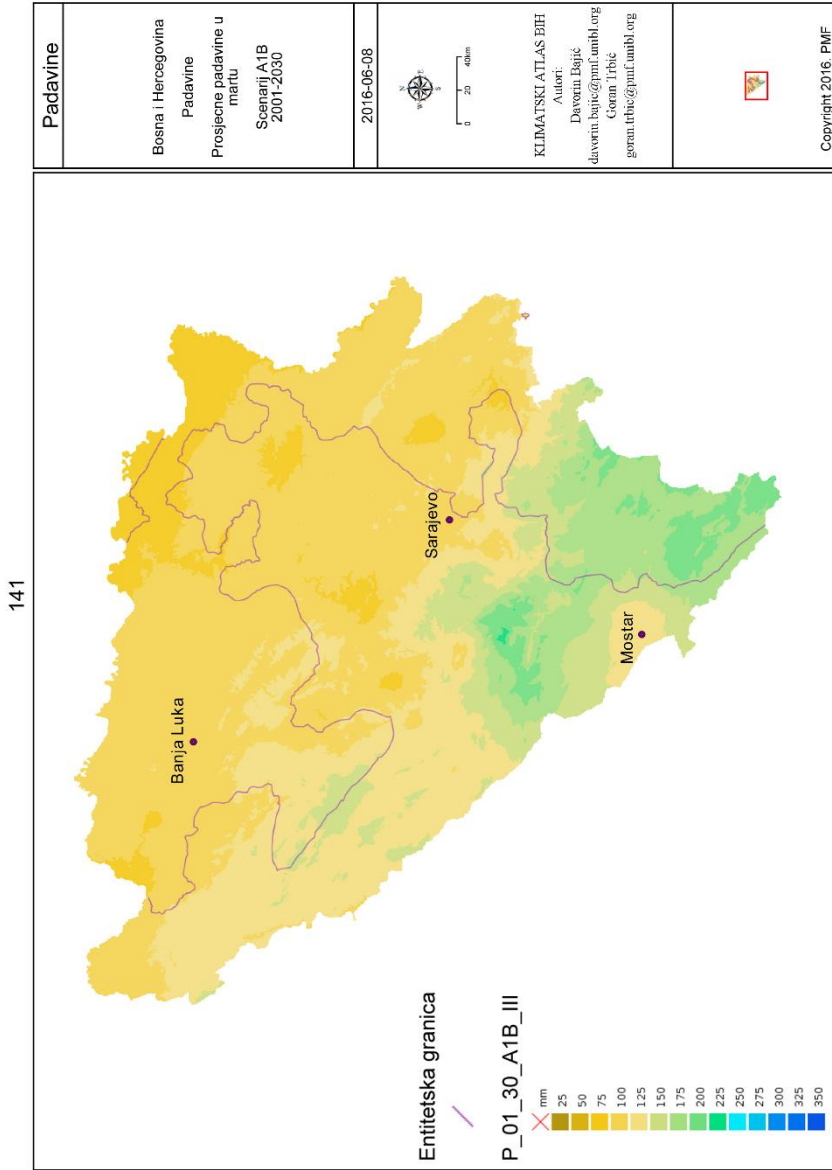 141
Padavine
Bosna i Hercegovina
Padavine
Prosjecne padavine u
martu
Scenarij A1B
2001-2030
2016-06-08
N
W
E
S
0 20 40km
KLIMATSKI ATLAS BIH
Autori:
Davorin Bajić
davorin.bajic@pmf.unibl.org
Goran Trbić
goran.trbic@pmf.unibl.org
Copyright 2016. PMF
Banja Luka
Sarajevo
Mostar
Entitetska granica
P_01_30_A1B_III
mm
25
50
75
100
125
150
175
200
225
250
275
300
325
350